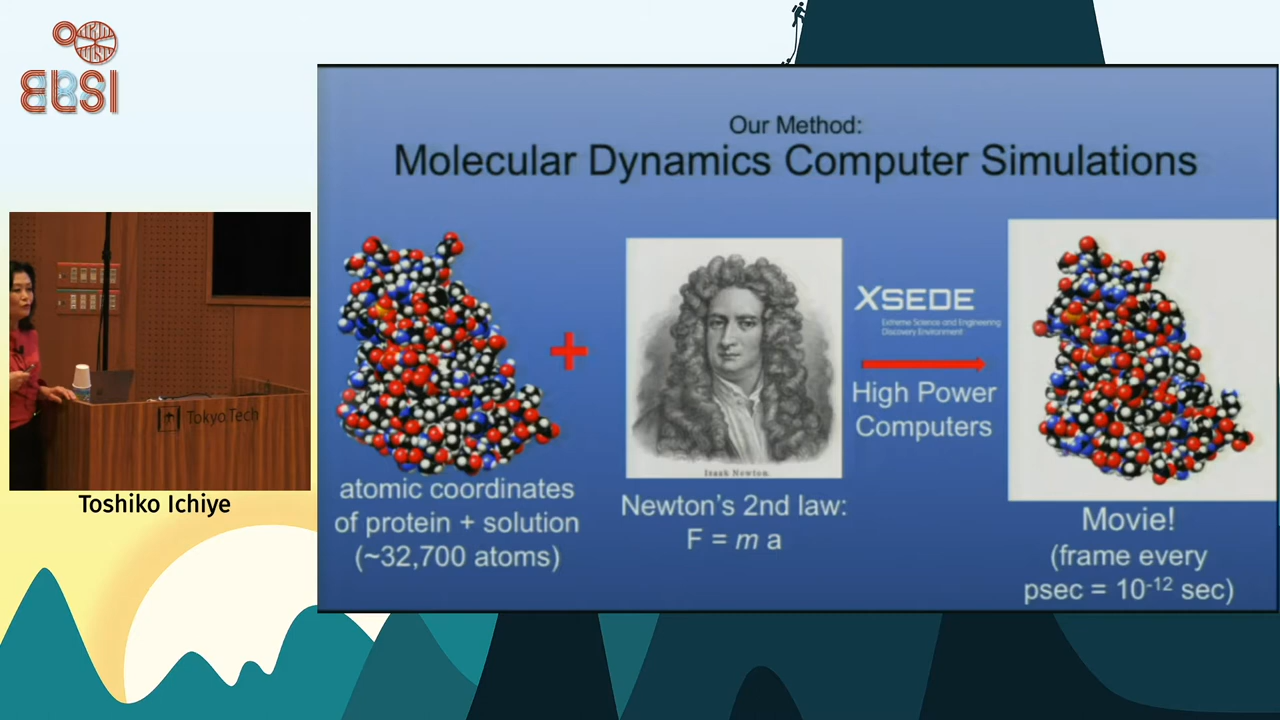 ELSI
Our Method:
Molecular Dynamics Computer Simulations
XSEDE
Extreme Science and Engineering
Discovery Environment
High Power
Computers
Isaak Newton.
atomic coordinates
of protein + solution
(~32,700 atoms)
Newton's 2nd law:
F = m a
Movie!
(frame every
psec = 10⁻¹² sec)
Tokyo Tech
Toshiko Ichiye